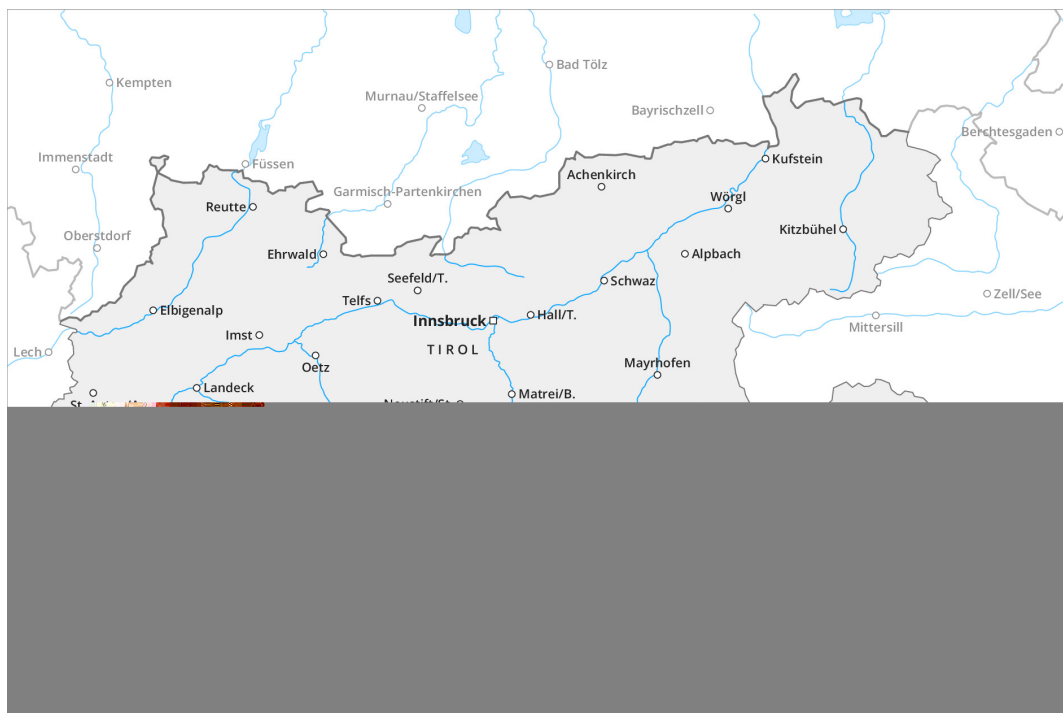 Bad Tölz
Kempten
Murnau/Staffelsee
Bayrischzell
Berchtesgaden
Immenstadt
Füssen
Kufstein
Achenkirch
Garmisch-Partenkirchen
Wörgl
Reutte
Kitzbühel
Oberstdorf
Ehrwald
Alpbach
Seefeld/T.
Schwaz
Zell/See
Telfs
Elbigenalp
Hall/T.
Innsbruck
Mittersill
Imst
TIROL
Lech
Oetz
Mayrhofen
Landeck
Matrei/B.